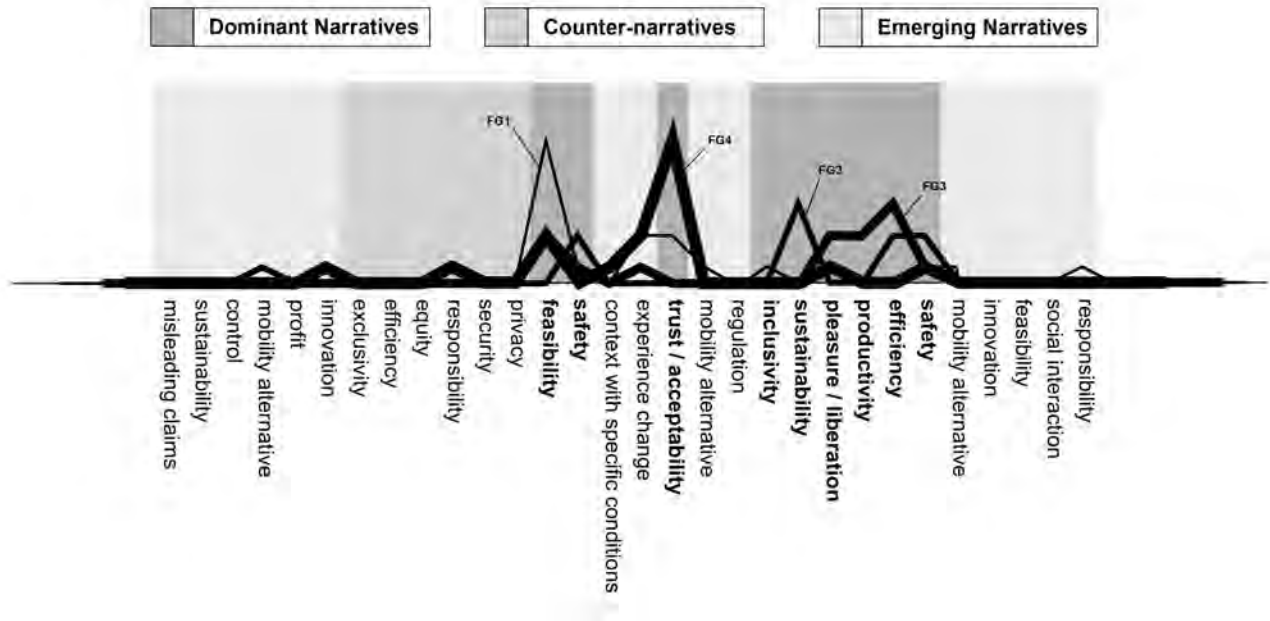 Dominant Narratives
Counter-narratives
Emerging Narratives
FG1
FG4
FG3
FG3
misleading claims
sustainability
control
mobility alternative
profit
innovation
exclusivity
efficiency
equity
responsibility
security
privacy
feasibility
safety
context with specific conditions
experience change
trust / acceptability
mobility alternative
regulation
inclusivity
sustainability
pleasure / liberation
productivity
efficiency
safety
mobility alternative
innovation
feasibility
social interaction
responsibility